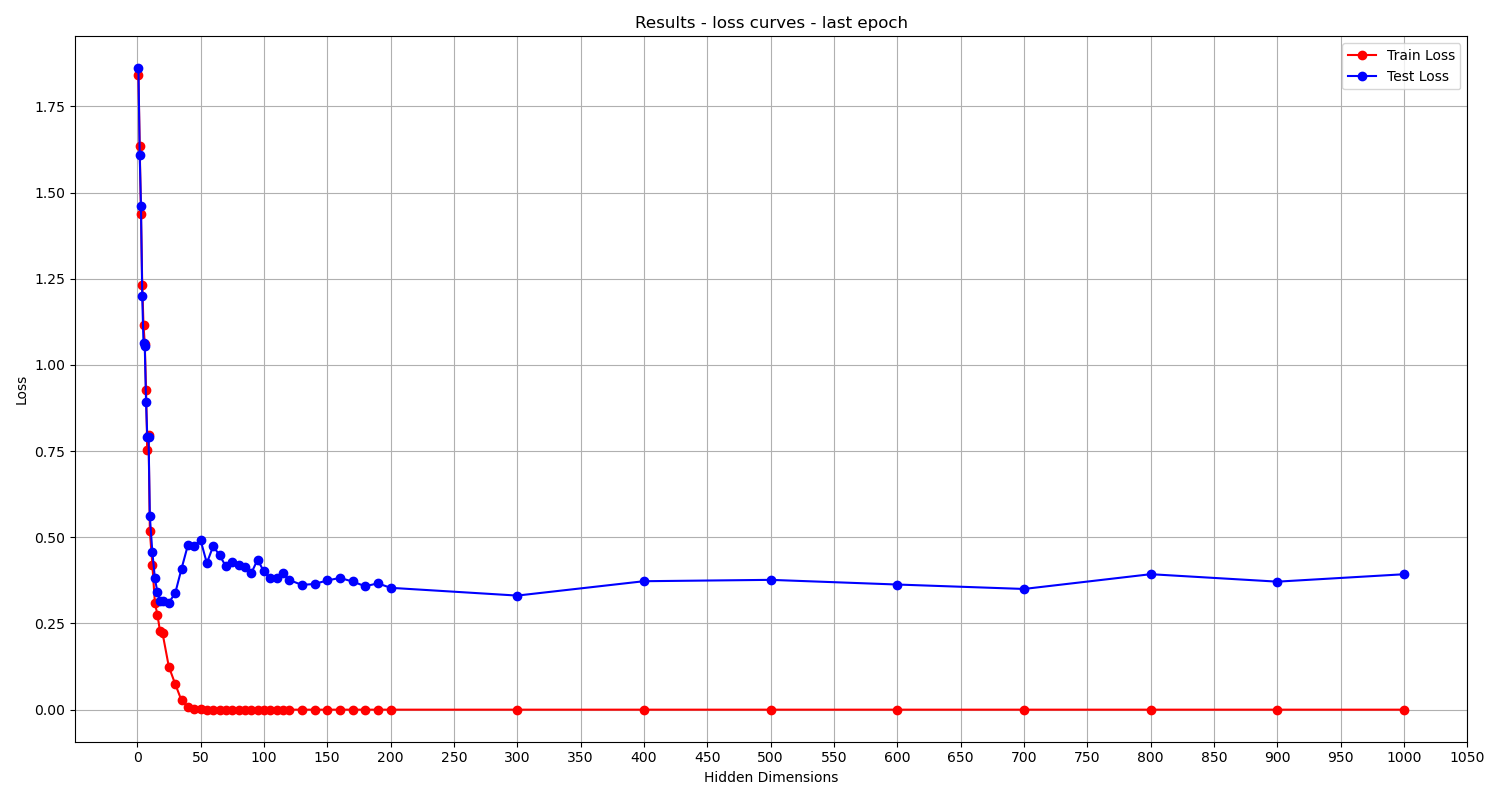 Results - loss curves - last epoch
Train Loss
Test Loss
1.75
1.50
1.25
1.00
0.75
0.50
0.25
0.00
Loss
0 50 100 150 200 250 300 350 400 450 500 550 600 650 700 750 800 850 900 950 1000 1050
Hidden Dimensions